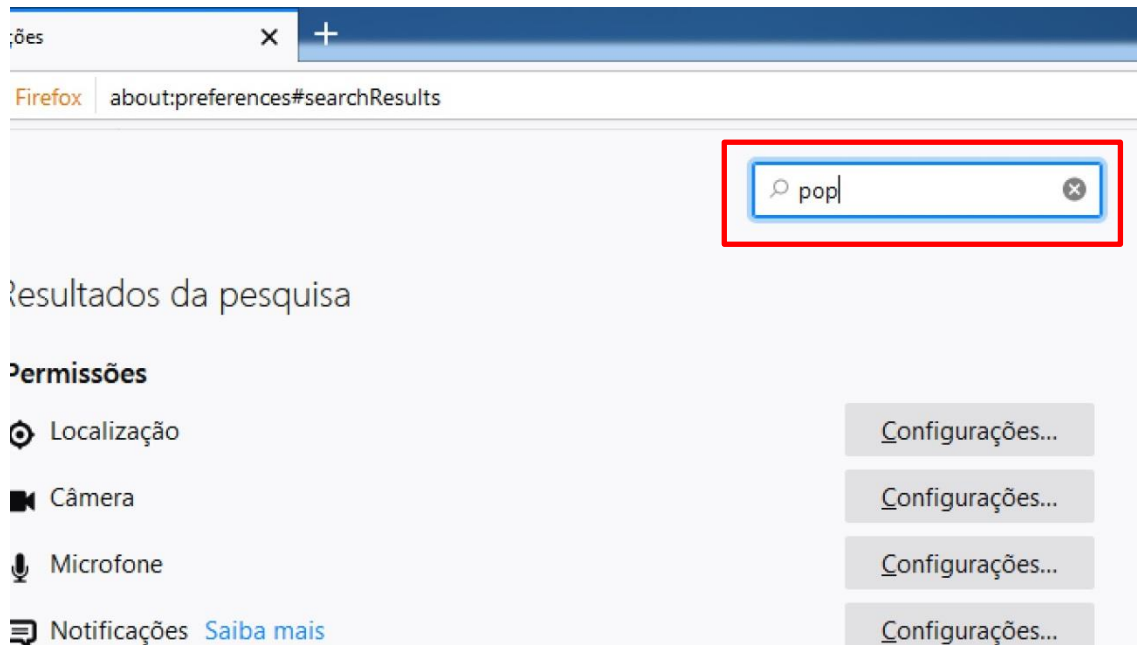 ções
Firefox about:preferences#searchResults
pop
Resultados da pesquisa
Permissões
Localização Configurações...
Câmera Configurações...
Microfone Configurações...
Notificações Saiba mais Configurações...